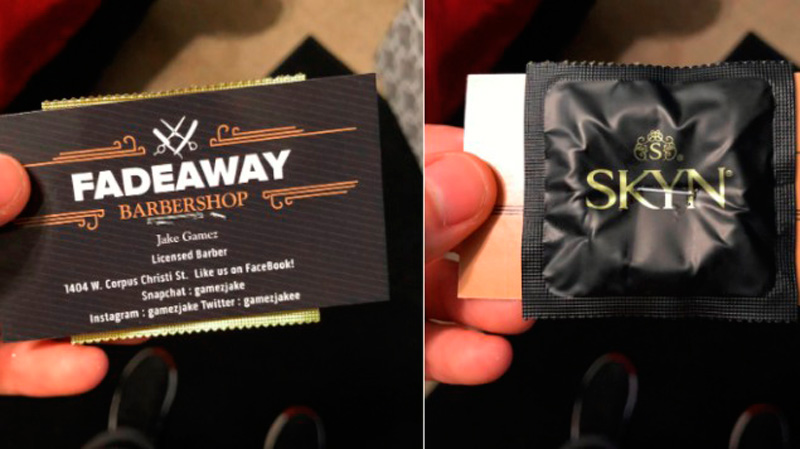 FADEAWAY
BARBERSHOP
Jake Gamez
Licensed Barber
1404 W. Corpus Christi St. Like us on FaceBook!
Snapchat : gamezjake
Instagram : gamezjake Twitter : gamezjakee
S
SKYN®